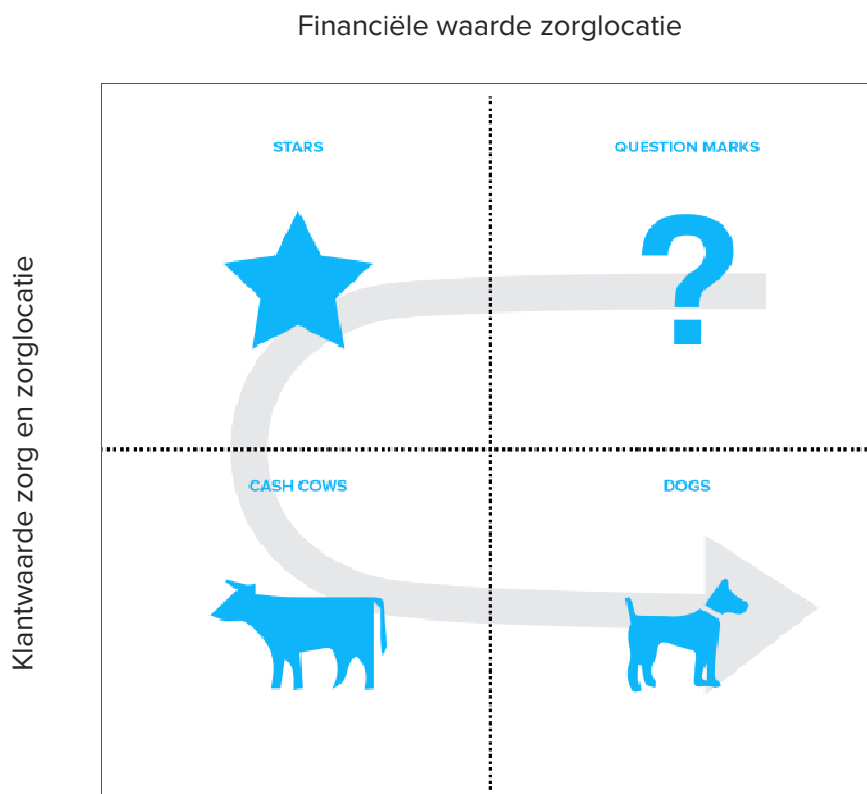 Financiële waarde zorglocatie
Klantwaarde zorg en zorglocatie
STARS
QUESTION MARKS
?
CASH COWS
DOGS